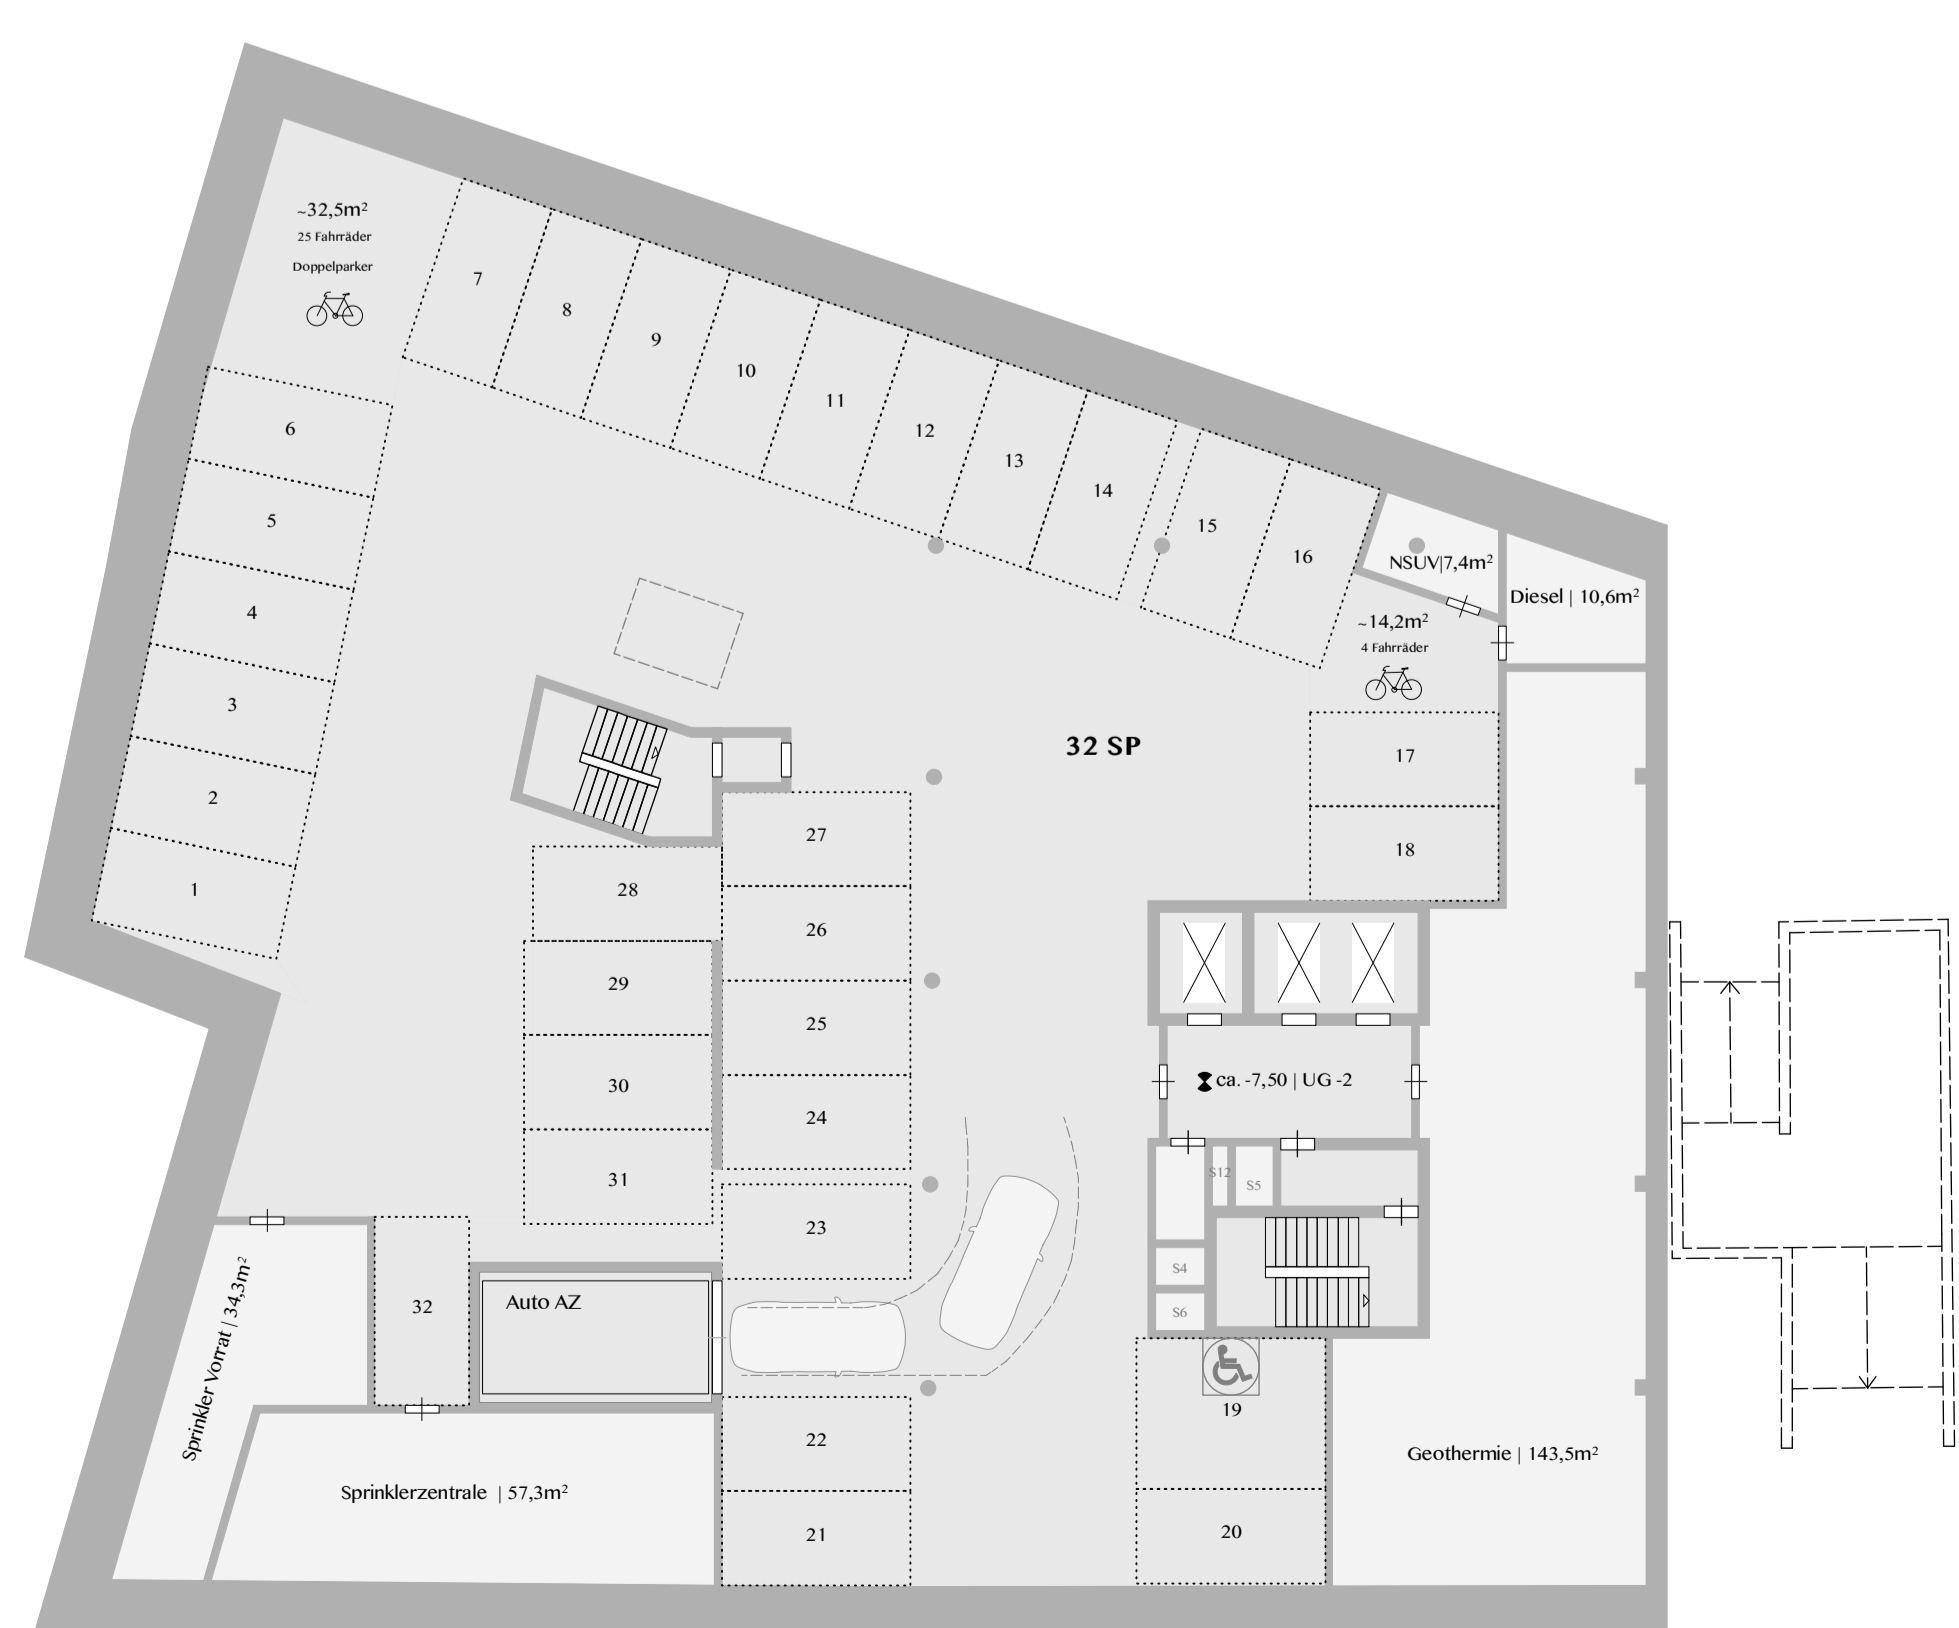 ~32,5m²
25 Fahrräder
Doppelparker
7
8
9
10
11
12
13
14
15
16
NSUV|7,4m²
Diesel | 10,6m²
~14,2m²
4 Fahrräder
6
5
4
3
2
1
32 SP
17
18
27
26
25
24
23
28
29
30
31
ca. -7,50 | UG -2
S12
S5
S4
S6
Sprinkler Vorrat | 34,3m²
32
Auto AZ
19
20
22
21
Sprinklerzentrale | 57,3m²
Geothermie | 143,5m²